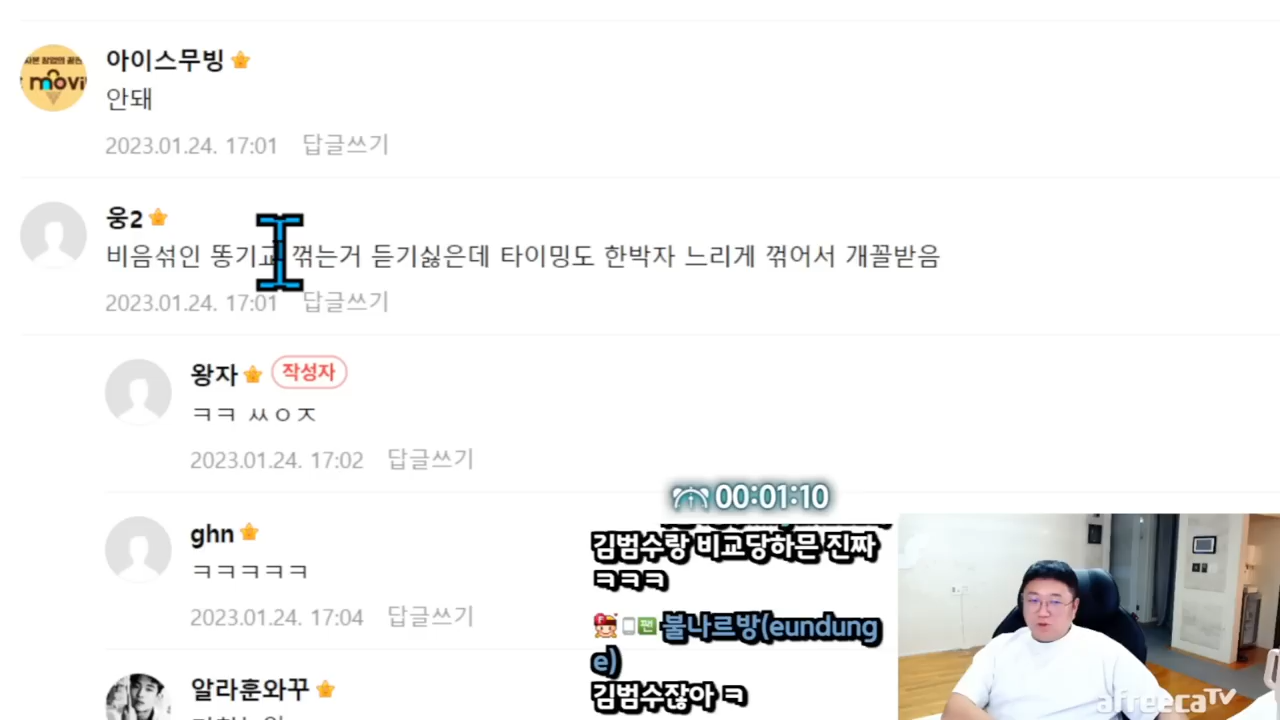 movi
아이스무빙
안돼
2023.01.24. 17:01 답글쓰기
웅2
비음섞인 똥기교 꺾는거 듣기싫은데 타이밍도 한박자 느리게 꺾어서 개꼴받음
2023.01.24. 17:01 답글쓰기
왕자 작성자
ㅋㅋ ㅆㅇㅈ
2023.01.24. 17:02 답글쓰기
ghn
ㅋㅋㅋㅋㅋ
2023.01.24. 17:04 답글쓰기
알라훈와꾸
00:01:10
김범수랑 비교당하믄 진짜
ㅋㅋㅋ
팬 불나르방(eundung
e)
김범수잖아 ㅋ
afreecaTV